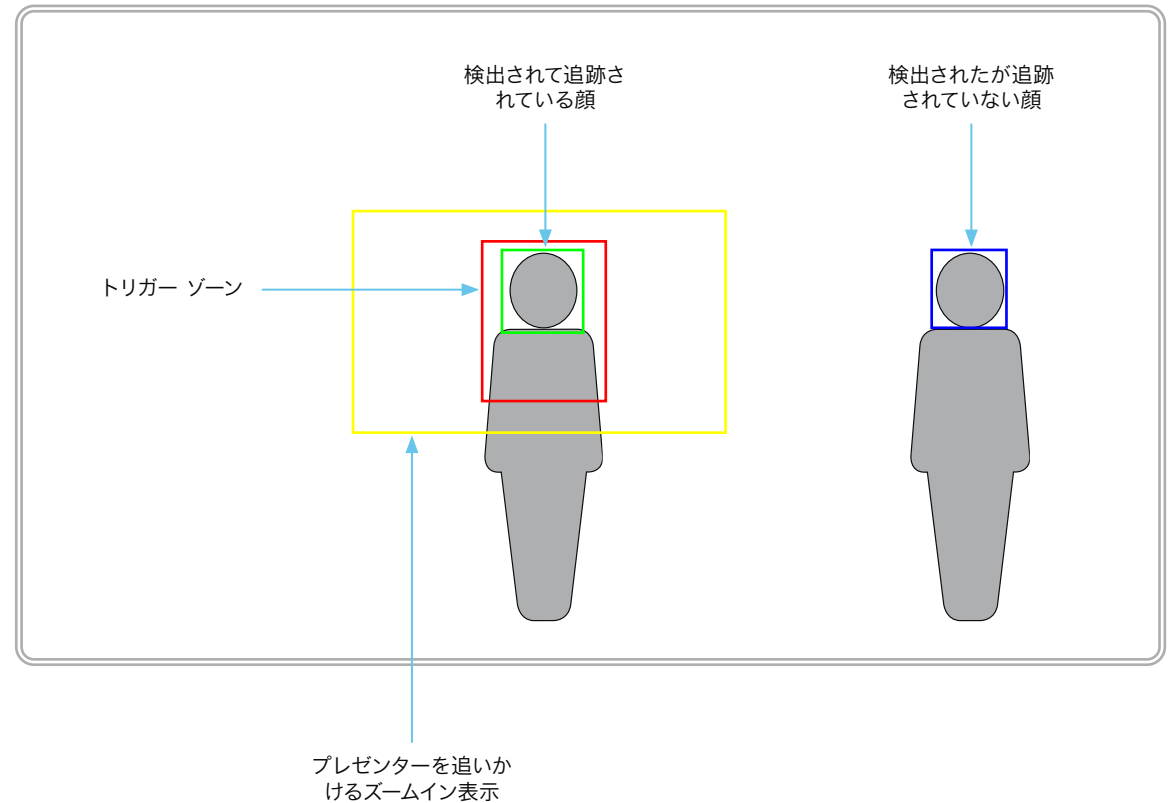 検出されて追跡さ
れている顔
検出されたが追跡
されていない顔
トリガー ゾーン
プレゼンターを追いか
けるズームイン表示